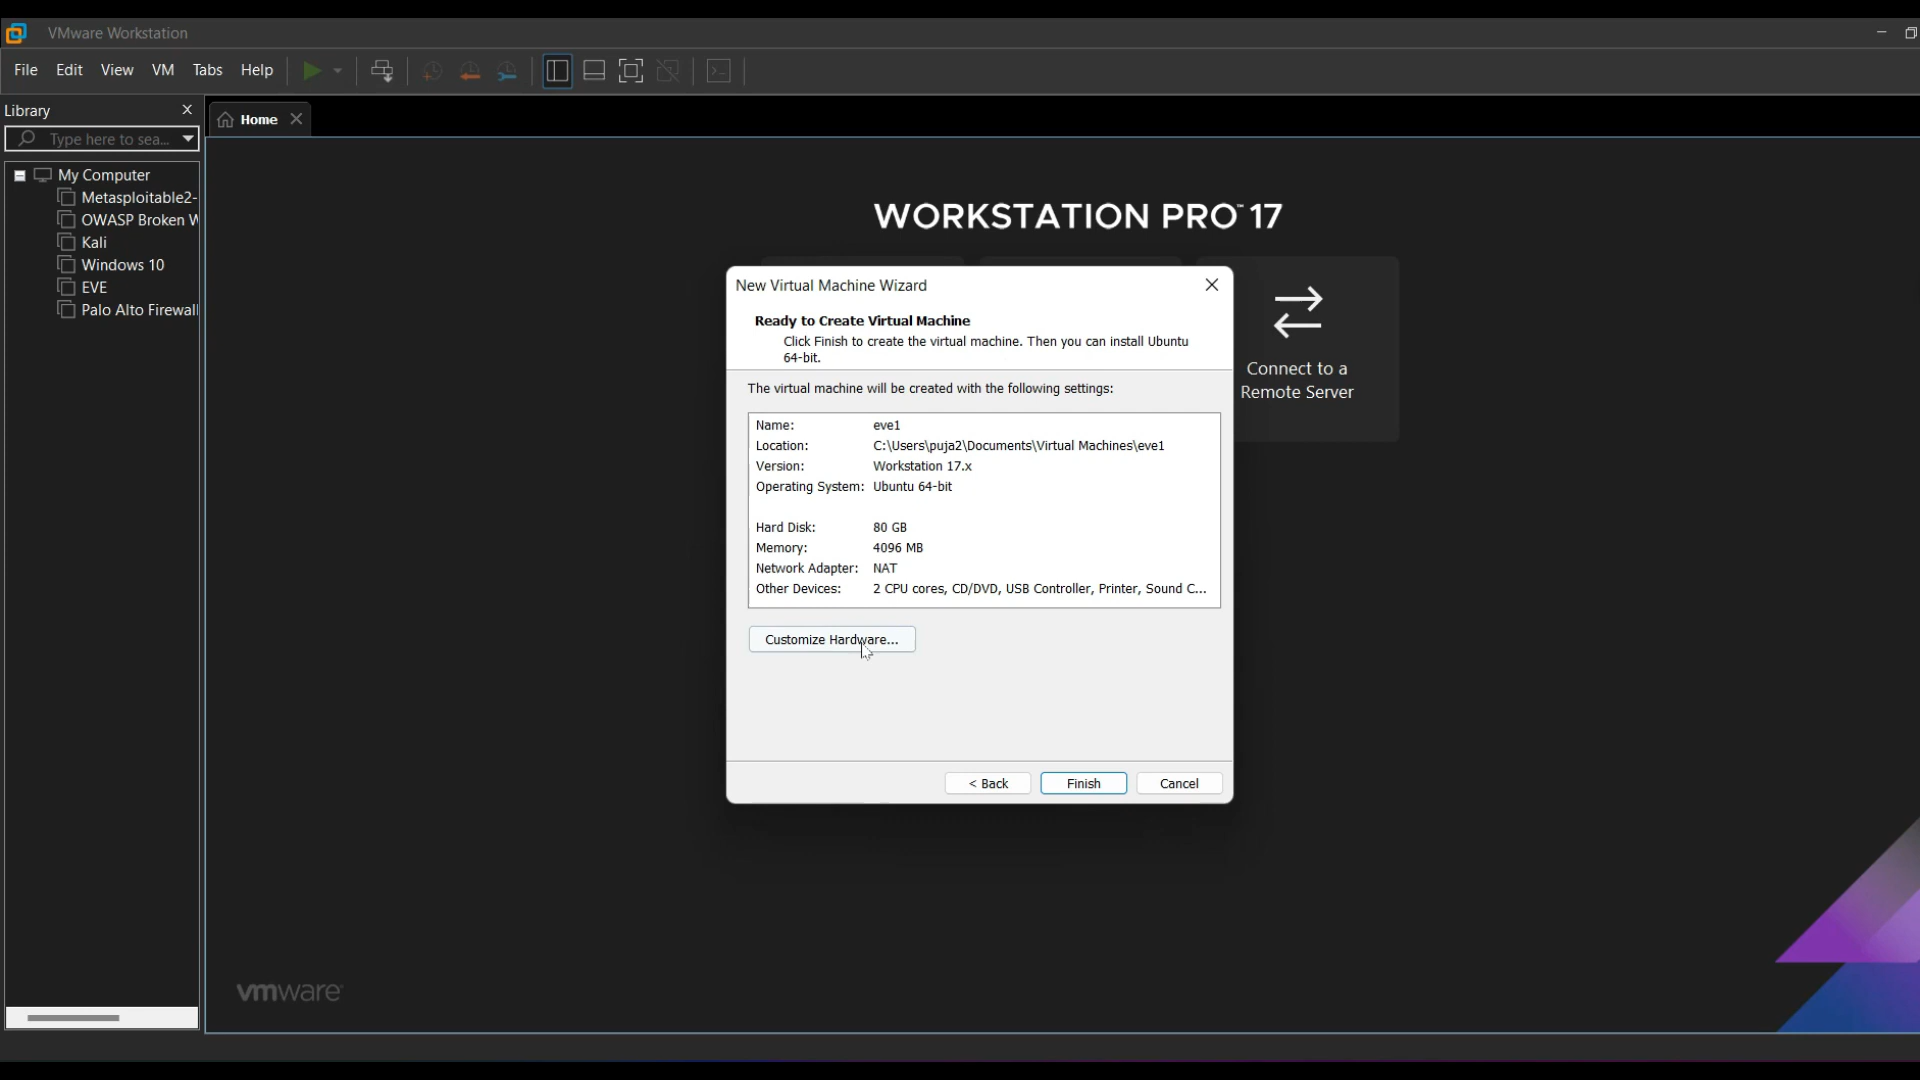 VMware Workstation
File Edit View VM Tabs Help
Library
Type here to sea...
Home
My Computer
Metasploitable2-
OWASP Broken W
Kali
Windows 10
EVE
Palo Alto Firewall
WORKSTATION PRO™ 17
Connect to a
Remote Server
New Virtual Machine Wizard
Ready to Create Virtual Machine
Click Finish to create the virtual machine. Then you can install Ubuntu
64-bit.
The virtual machine will be created with the following settings:
Name: eve1
Location: C:\Users\puja2\Documents\Virtual Machines\eve1
Version: Workstation 17.x
Operating System: Ubuntu 64-bit
Hard Disk: 80 GB
Memory: 4096 MB
Network Adapter: NAT
Other Devices: 2 CPU cores, CD/DVD, USB Controller, Printer, Sound C...
Customize Hardware...
< Back Finish Cancel
vmware